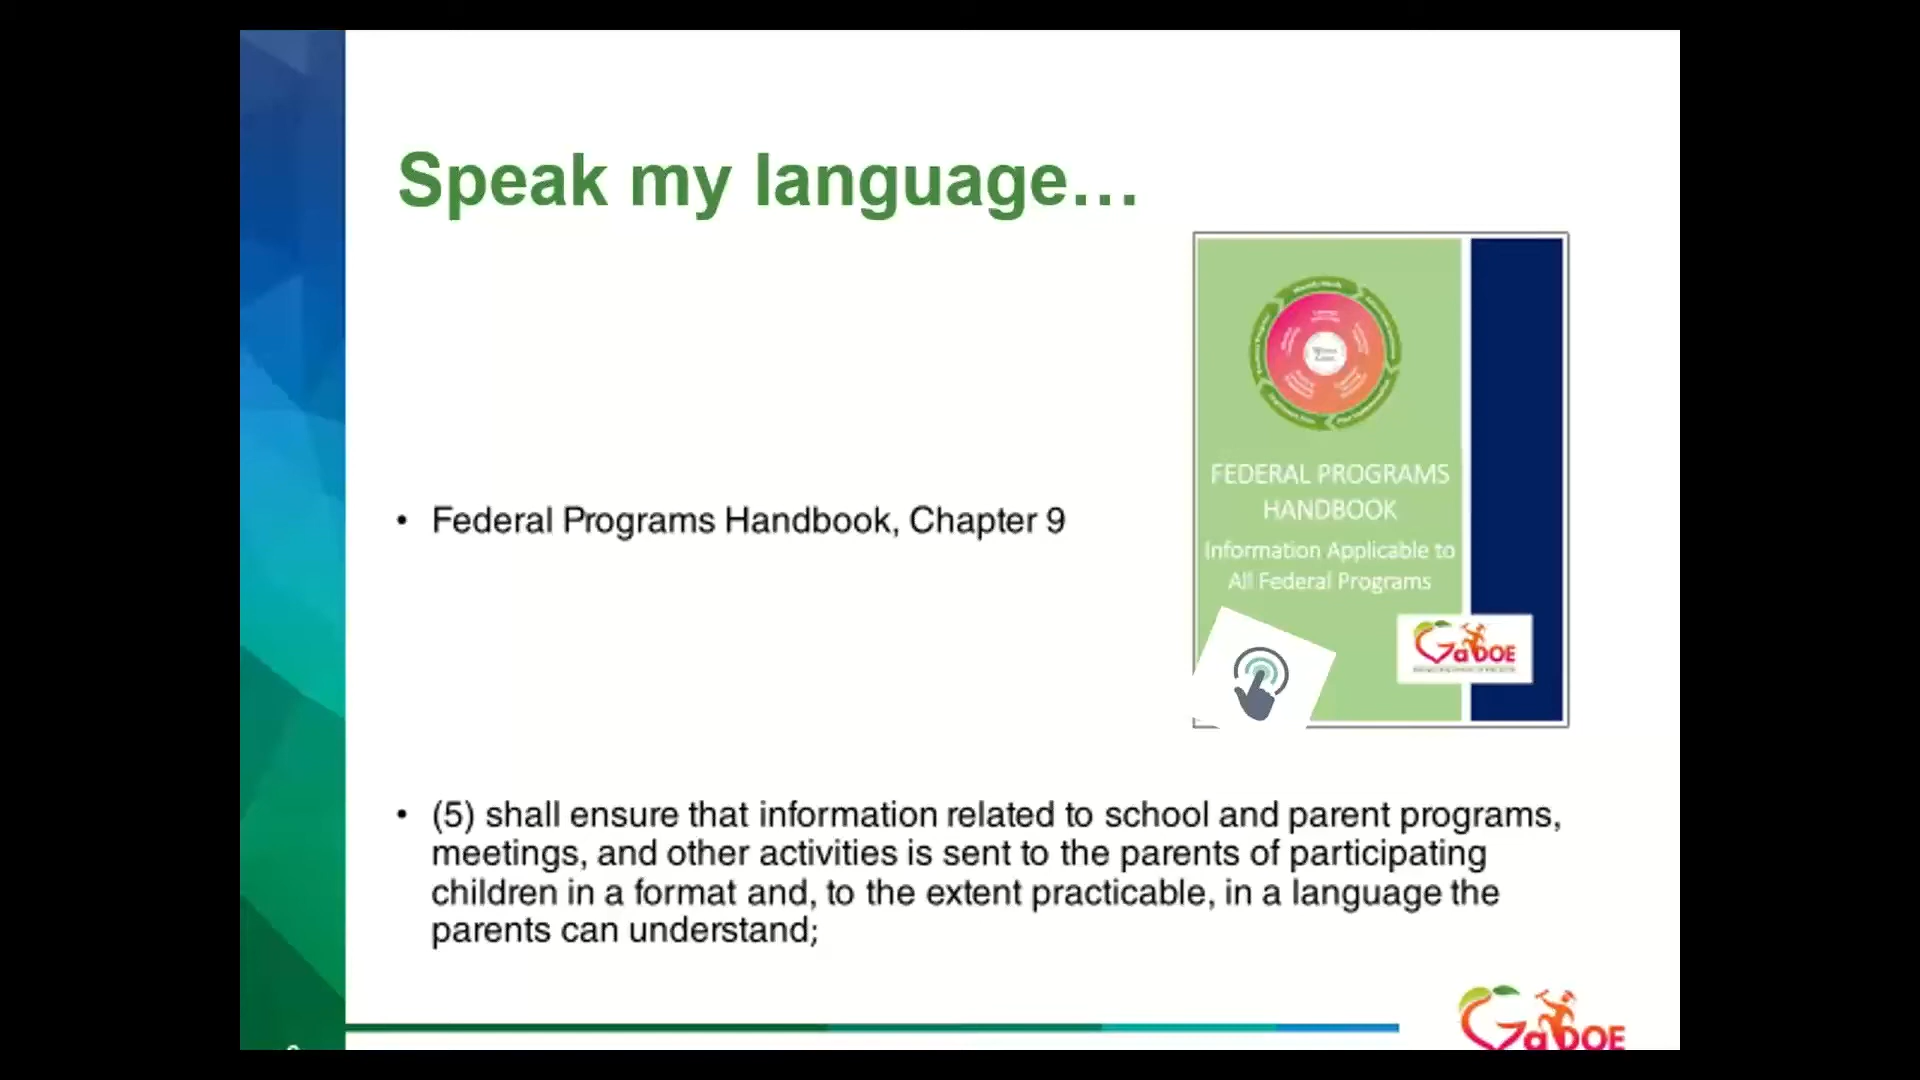 Speak my language...
• Federal Programs Handbook, Chapter 9
FEDERAL PROGRAMS
HANDBOOK
Information Applicable to
All Federal Programs
GaDOE
• (5) shall ensure that information related to school and parent programs,
meetings, and other activities is sent to the parents of participating
children in a format and, to the extent practicable, in a language the
parents can understand;
GaDOE